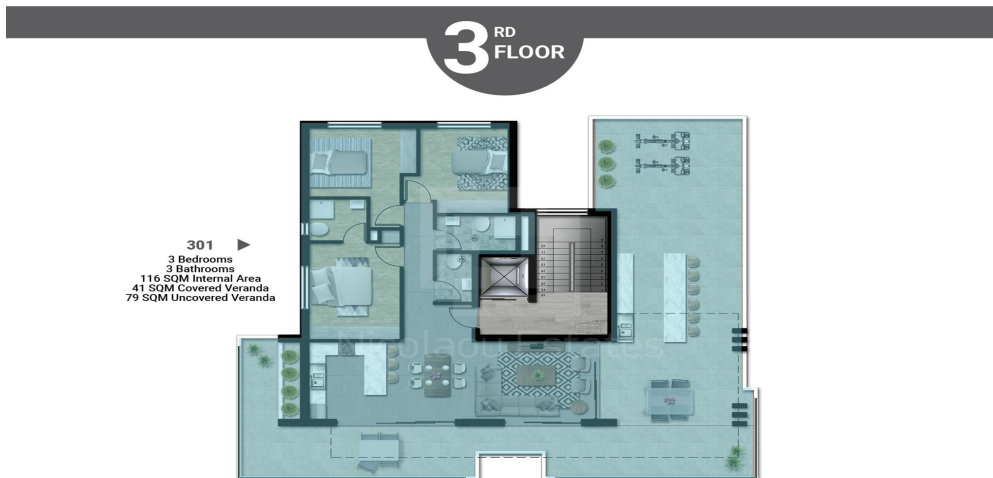 3 RD
FLOOR
301
3 Bedrooms
3 Bathrooms
116 SQM Internal Area
41 SQM Covered Veranda
79 SQM Uncovered Veranda
Nicolaou Estates